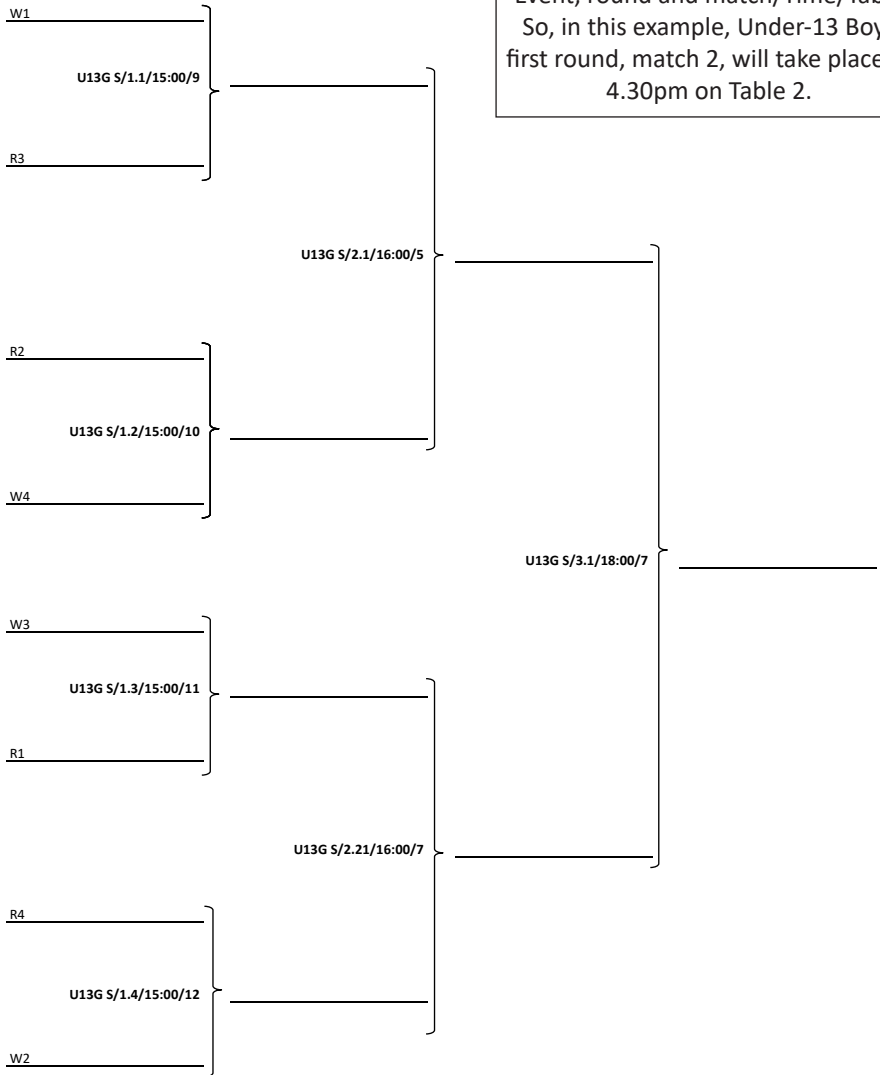 Event, round and match/Time/Tab
So, in this example, Under-13 Boy
first round, match 2, will take place
4.30pm on Table 2.
W1
U13G S/1.1/15:00/9
R3
U13G S/2.1/16:00/5
R2
U13G S/1.2/15:00/10
W4
U13G S/3.1/18:00/7
W3
U13G S/1.3/15:00/11
R1
U13G S/2.21/16:00/7
R4
U13G S/1.4/15:00/12
W2